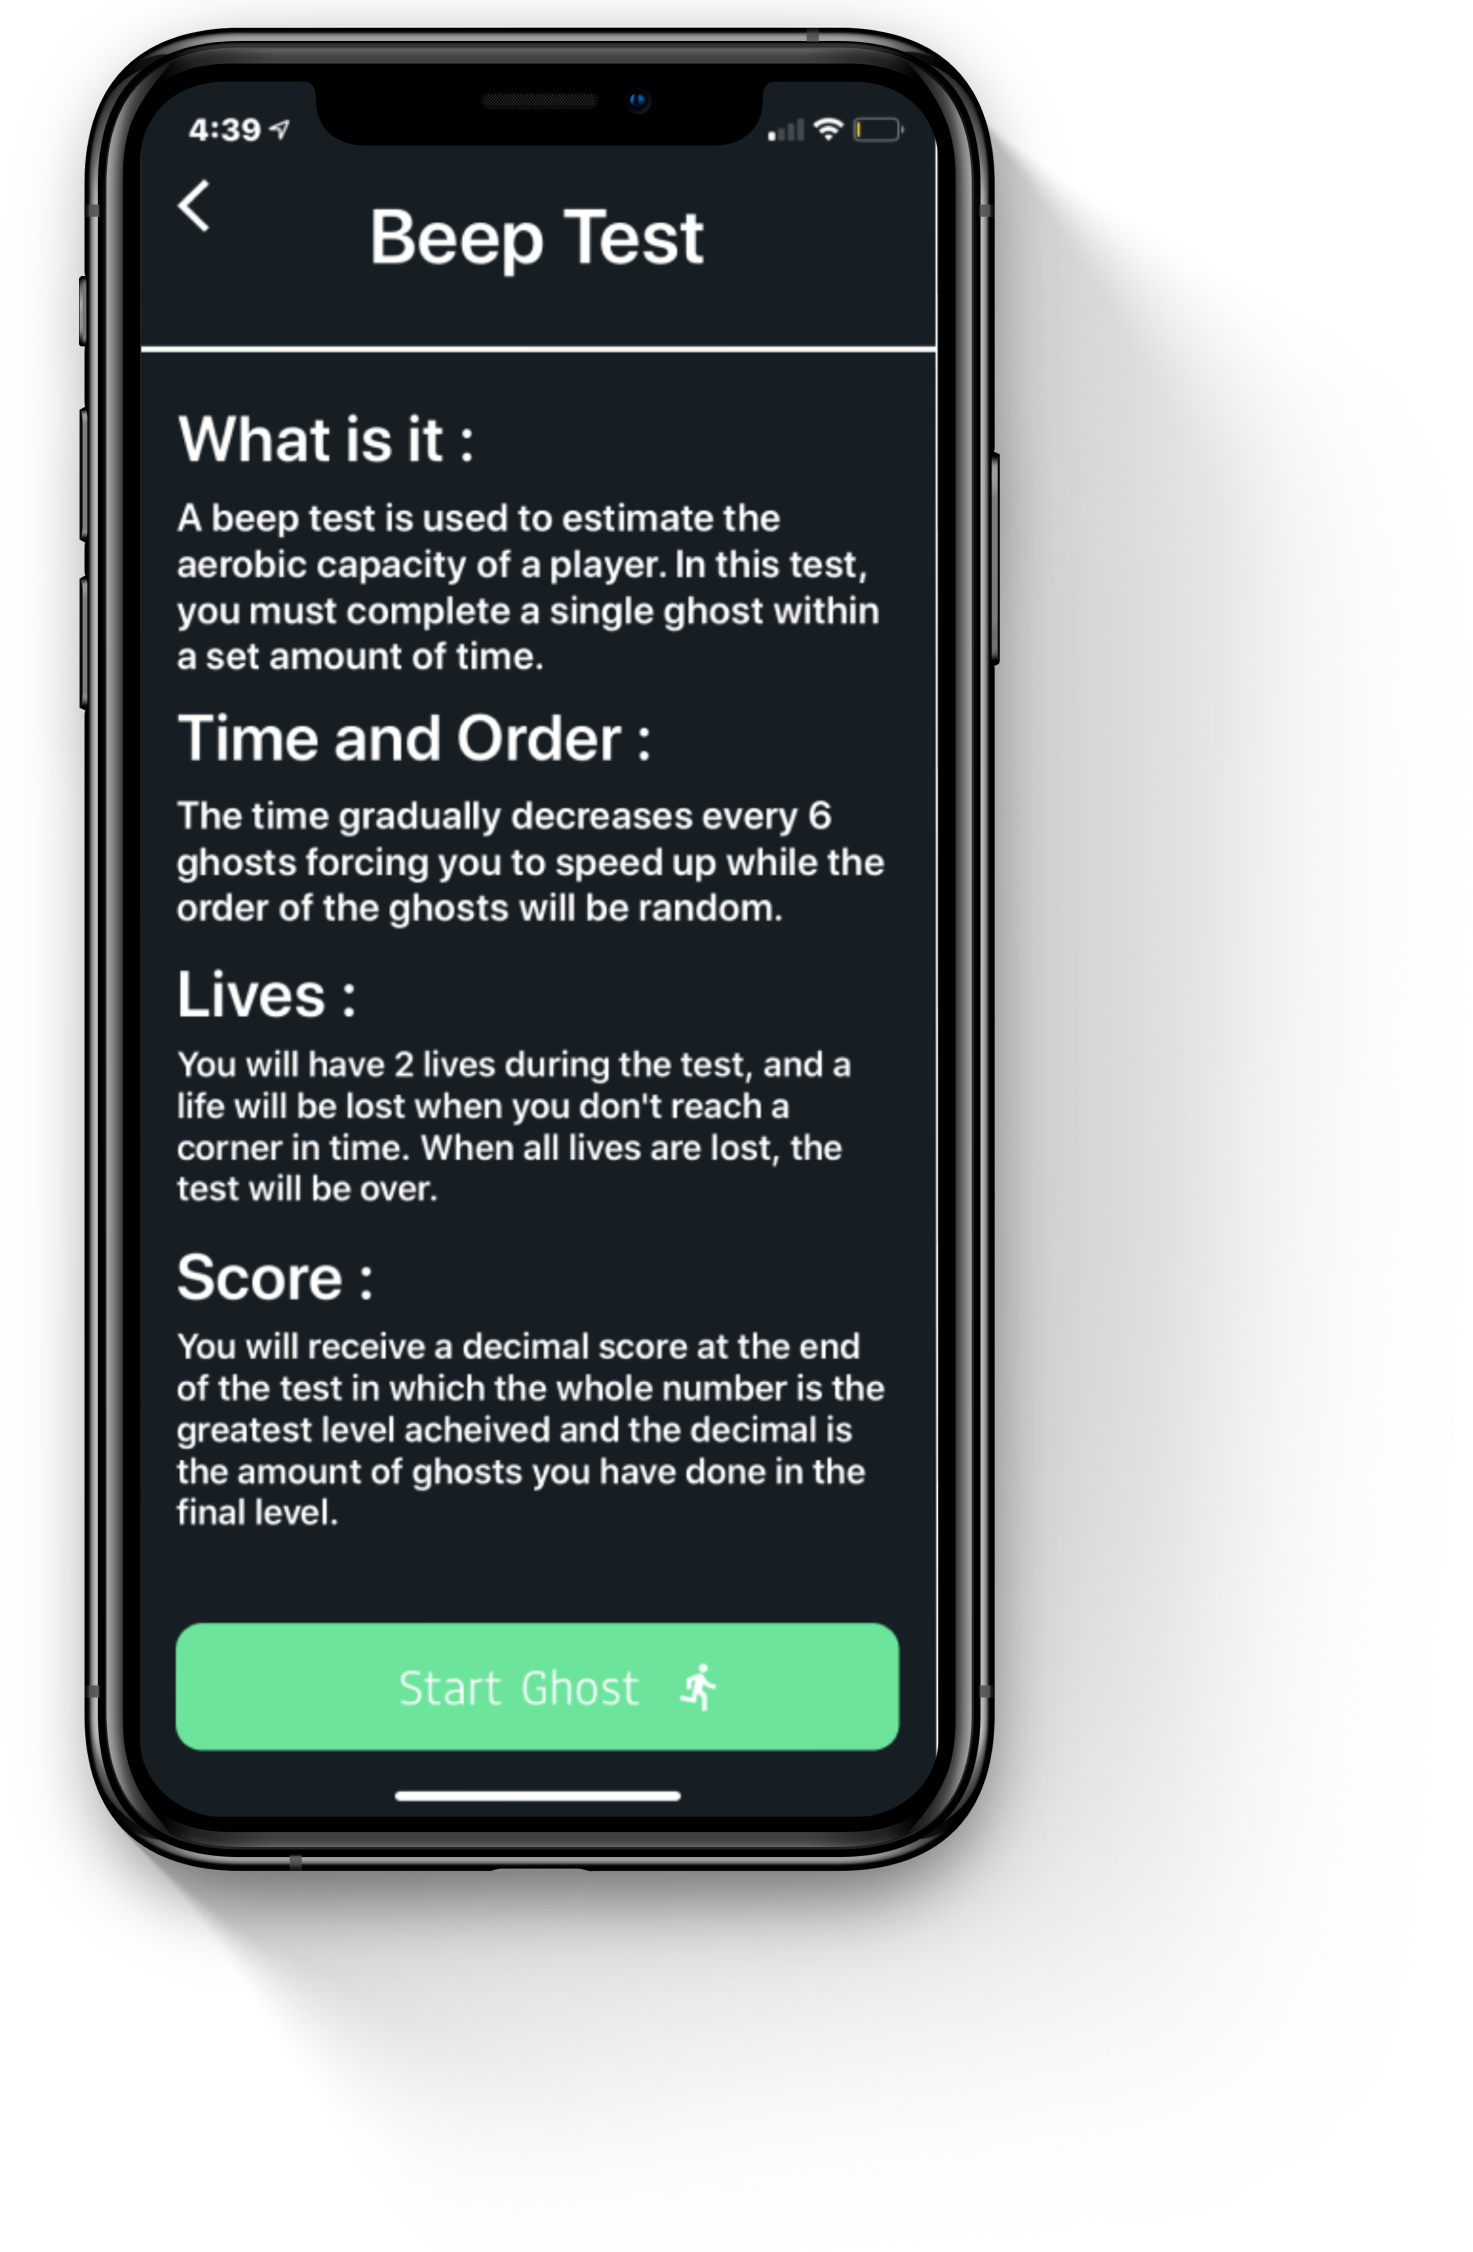 4:39
Beep Test
What is it :
A beep test is used to estimate the
aerobic capacity of a player. In this test,
you must complete a single ghost within
a set amount of time.
Time and Order :
The time gradually decreases every 6
ghosts forcing you to speed up while the
order of the ghosts will be random.
Lives :
You will have 2 lives during the test, and a
life will be lost when you don't reach a
corner in time. When all lives are lost, the
test will be over.
Score :
You will receive a decimal score at the end
of the test in which the whole number is the
greatest level acheived and the decimal is
the amount of ghosts you have done in the
final level.
Start Ghost